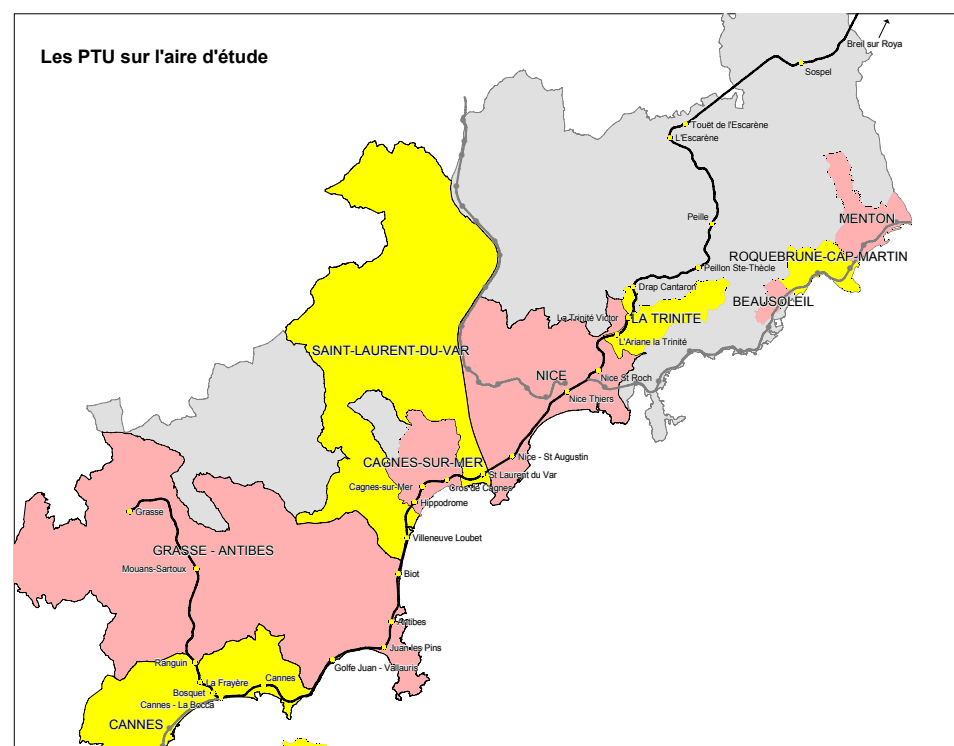 Les PTU sur l'aire d'étude
Breil sur Roya
Sospel
Touët de l'Escarène
L'Escarène
Peille
MENTON
ROQUEBRUNE-CAP-MARTIN
Peillon Ste-Thècle
Drap Cantaron
BEAUSOLEIL
La Trinité Victor
LA TRINITE
L'Ariane la Trinité
SAINT-LAURENT-DU-VAR
NICE
Nice St Roch
Nice Thiers
Nice - St Augustin
CAGNES-SUR-MER
St Laurent du Var
Cagnes-sur-Mer
Cros de Cagnes
Hippodrome
Grasse
Villeneuve Loubet
GRASSE - ANTIBES
Mouans-Sartoux
Biot
Antibes
Juan les Pins
Ranguin
Golfe Juan - Vallauris
La Frayère
Cannes
Bosquet
Cannes - La Bocca
CANNES